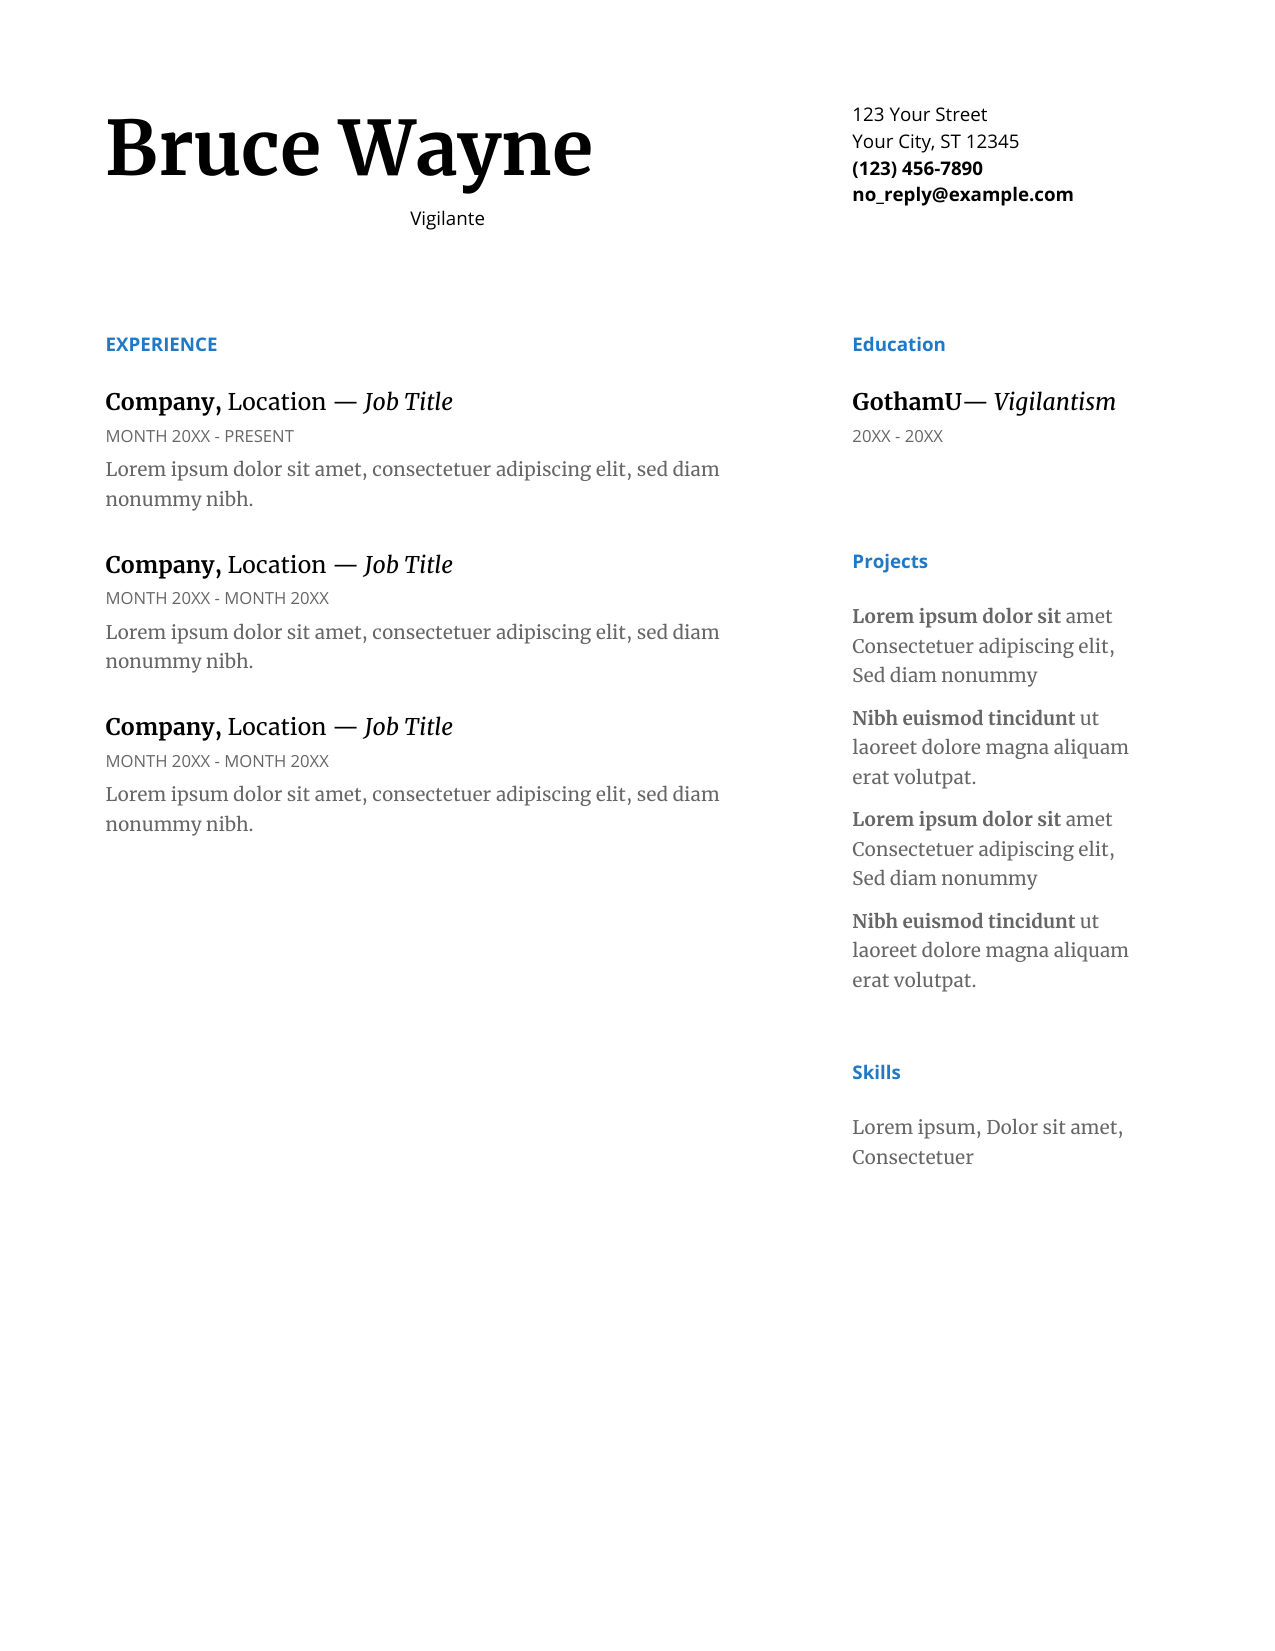 Bruce Wayne
Vigilante
123 Your Street
Your City, ST 12345
(123) 456-7890
no_reply@example.com
EXPERIENCE
Company, Location — Job Title
MONTH 20XX - PRESENT
Lorem ipsum dolor sit amet, consectetuer adipiscing elit, sed diam
nonummy nibh.
Company, Location — Job Title
MONTH 20XX - MONTH 20XX
Lorem ipsum dolor sit amet, consectetuer adipiscing elit, sed diam
nonummy nibh.
Company, Location — Job Title
MONTH 20XX - MONTH 20XX
Lorem ipsum dolor sit amet, consectetuer adipiscing elit, sed diam
nonummy nibh.
Education
GothamU— Vigilantism
20XX - 20XX
Projects
Lorem ipsum dolor sit amet
Consectetuer adipiscing elit,
Sed diam nonummy
Nibh euismod tincidunt ut
laoreet dolore magna aliquam
erat volutpat.
Lorem ipsum dolor sit amet
Consectetuer adipiscing elit,
Sed diam nonummy
Nibh euismod tincidunt ut
laoreet dolore magna aliquam
erat volutpat.
Skills
Lorem ipsum, Dolor sit amet,
Consectetuer